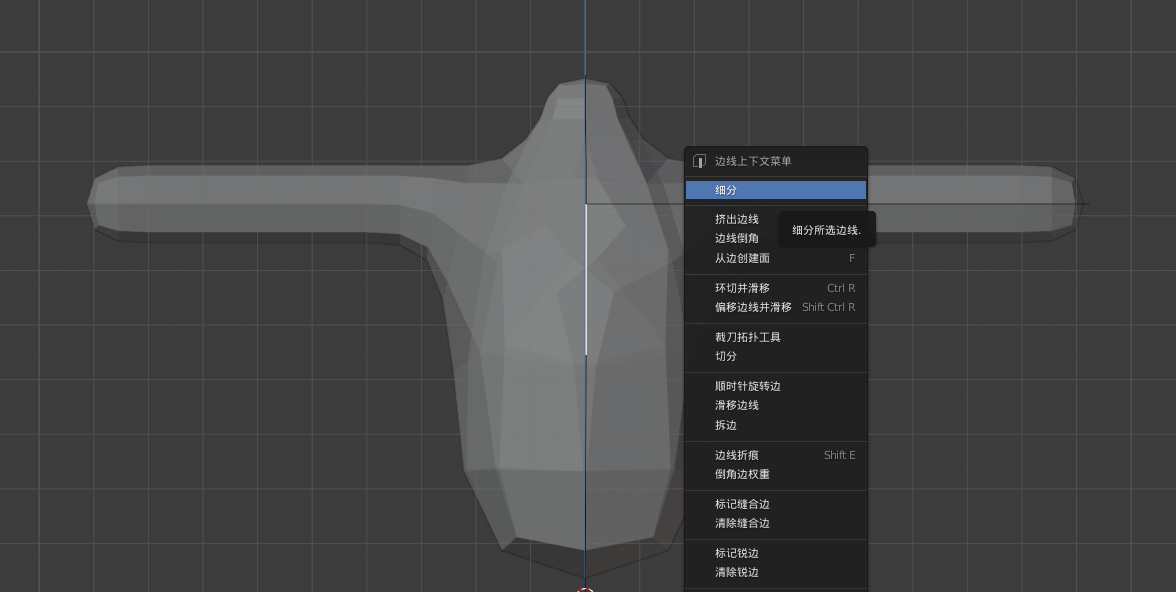 边线上下文菜单
细分
挤出边线
细分所选边线.
边线倒角
从边创建面 F
环切并滑移 Ctrl R
偏移边线并滑移 Shift Ctrl R
裁刀拓扑工具
切分
顺时针旋转边
滑移边线
拆边
边线折痕 Shift E
倒角边权重
标记缝合边
清除缝合边
标记锐边
清除锐边